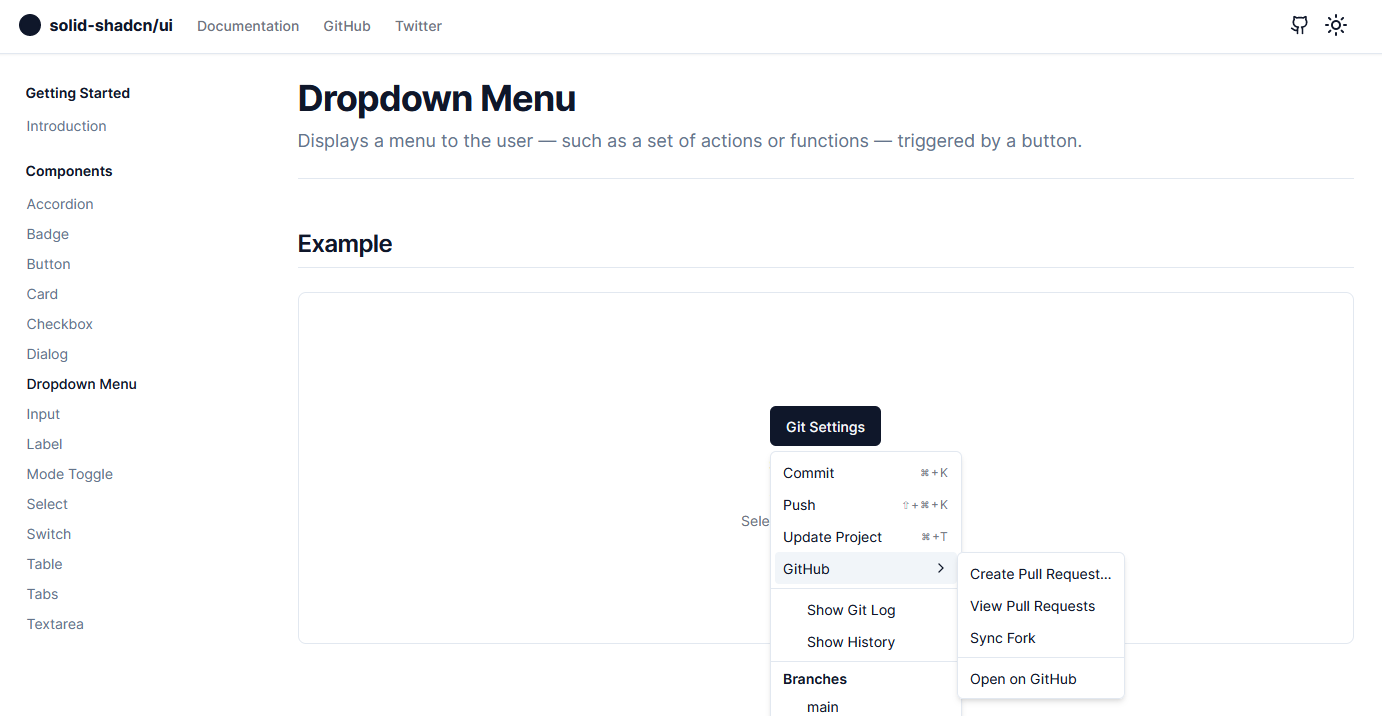 solid-shadcn/ui Documentation GitHub Twitter
Getting Started
Introduction
Components
Accordion
Badge
Button
Card
Checkbox
Dialog
Dropdown Menu
Input
Label
Mode Toggle
Select
Switch
Table
Tabs
Textarea
Dropdown Menu
Displays a menu to the user — such as a set of actions or functions — triggered by a button.
Example
Git Settings
Sele
Commit ⌘+K
Push ⇧+⌘+K
Update Project ⌘+T
GitHub
Show Git Log
Show History
Branches
main
Create Pull Request...
View Pull Requests
Sync Fork
Open on GitHub